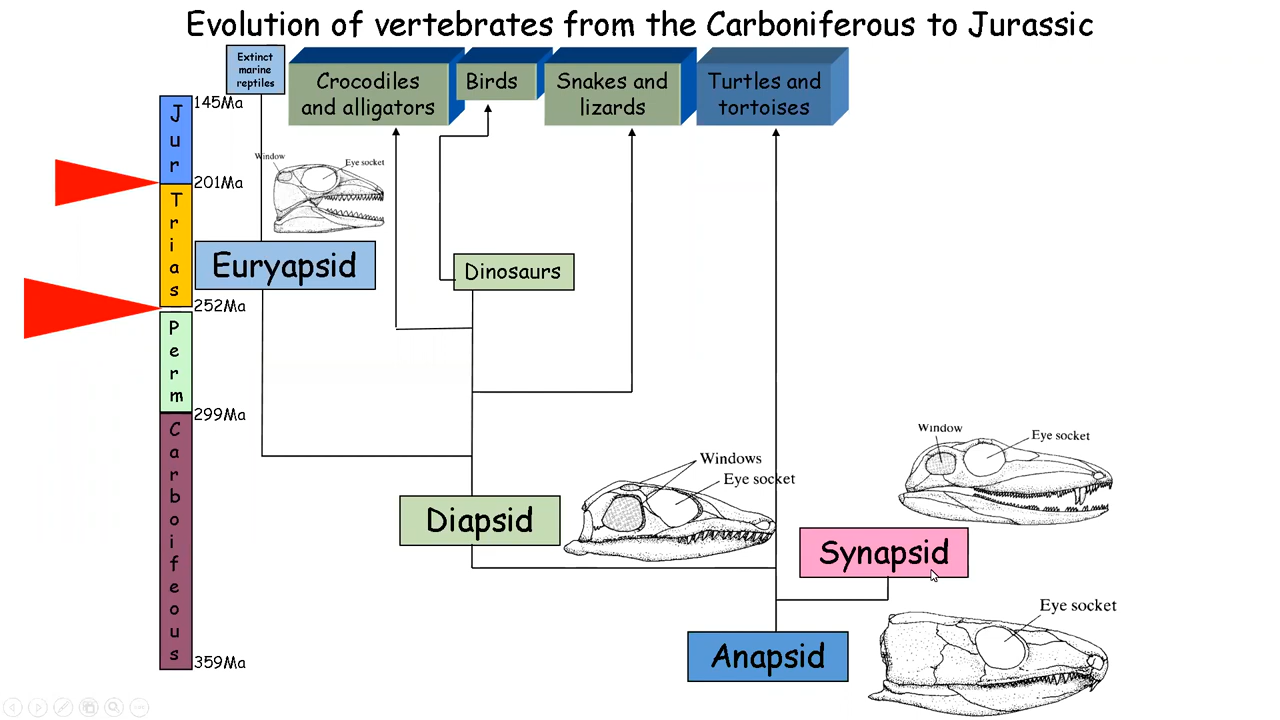 Evolution of vertebrates from the Carboniferous to Jurassic
Extinct
marine
reptiles
Crocodiles
and alligators
Birds
Snakes and
lizards
Turtles and
tortoises
145Ma
J
u
r
201Ma
T
r
i
a
s
252Ma
P
e
r
m
299Ma
C
a
r
b
o
i
f
e
o
u
s
359Ma
Window
Eye socket
Euryapsid
Dinosaurs
Window
Eye socket
Windows
Eye socket
Diapsid
Synapsid
Eye socket
Anapsid